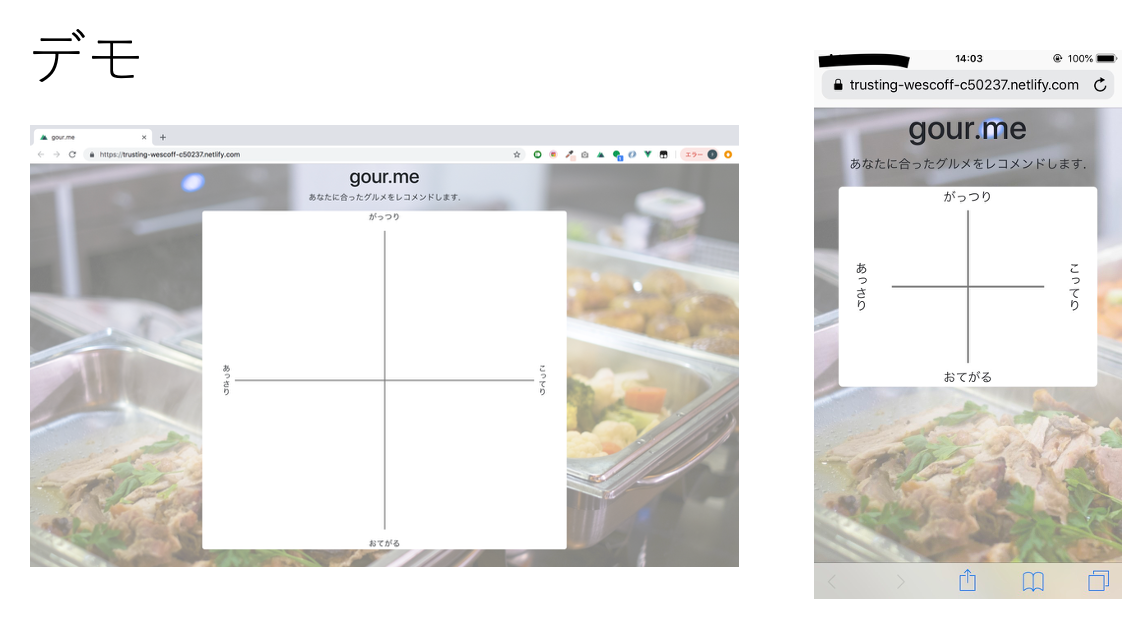 デモ
gour.me
https://trusting-wescoff-c50237.netlify.com
エラー
gour.me
あなたに合ったグルメをレコメンドします.
がっつり
あっさり
こってり
おてがる
14:03
100%
trusting-wescoff-c50237.netlify.com
gour.me
あなたに合ったグルメをレコメンドします.
がっつり
あっさり
こってり
おてがる